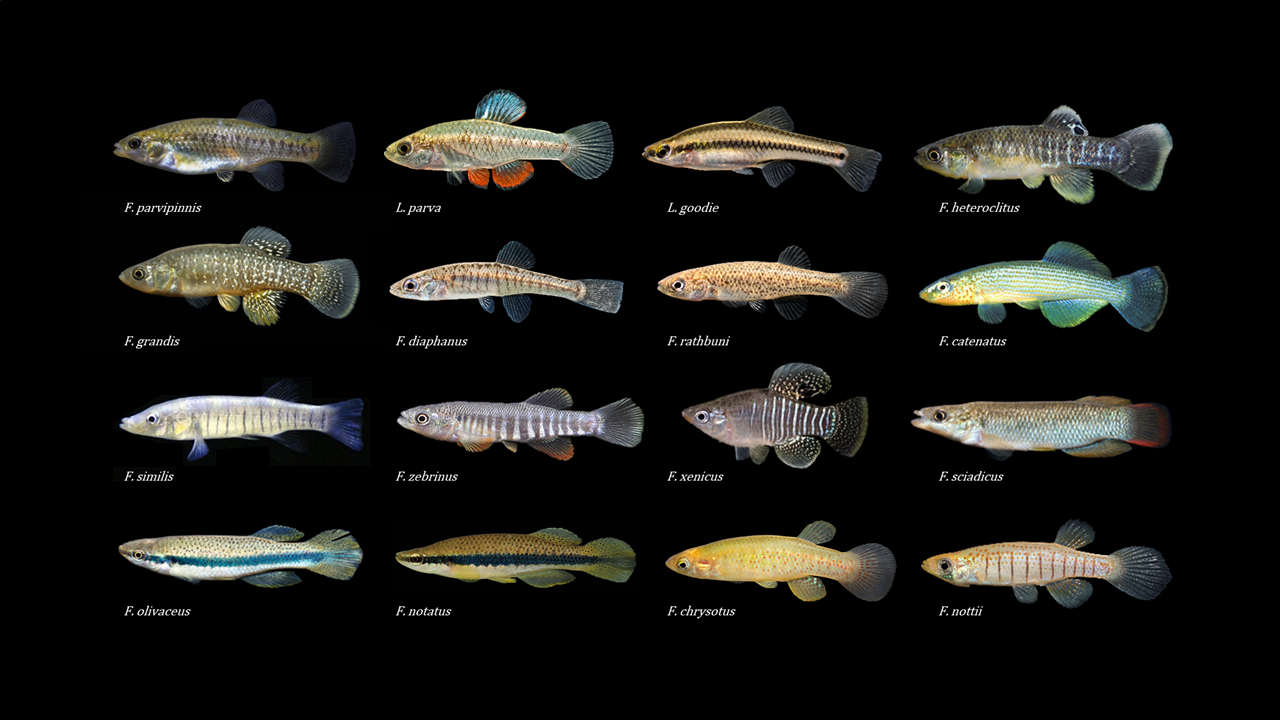 F. parvipinnis
L. parva
L. goodie
F. heteroclitus
F. grandis
F. diaphanus
F. rathbuni
F. catenatus
F. similis
F. zebrinus
F. xenicus
F. sciadicus
F. olivaceus
F. notatus
F. chrysotus
F. nottii